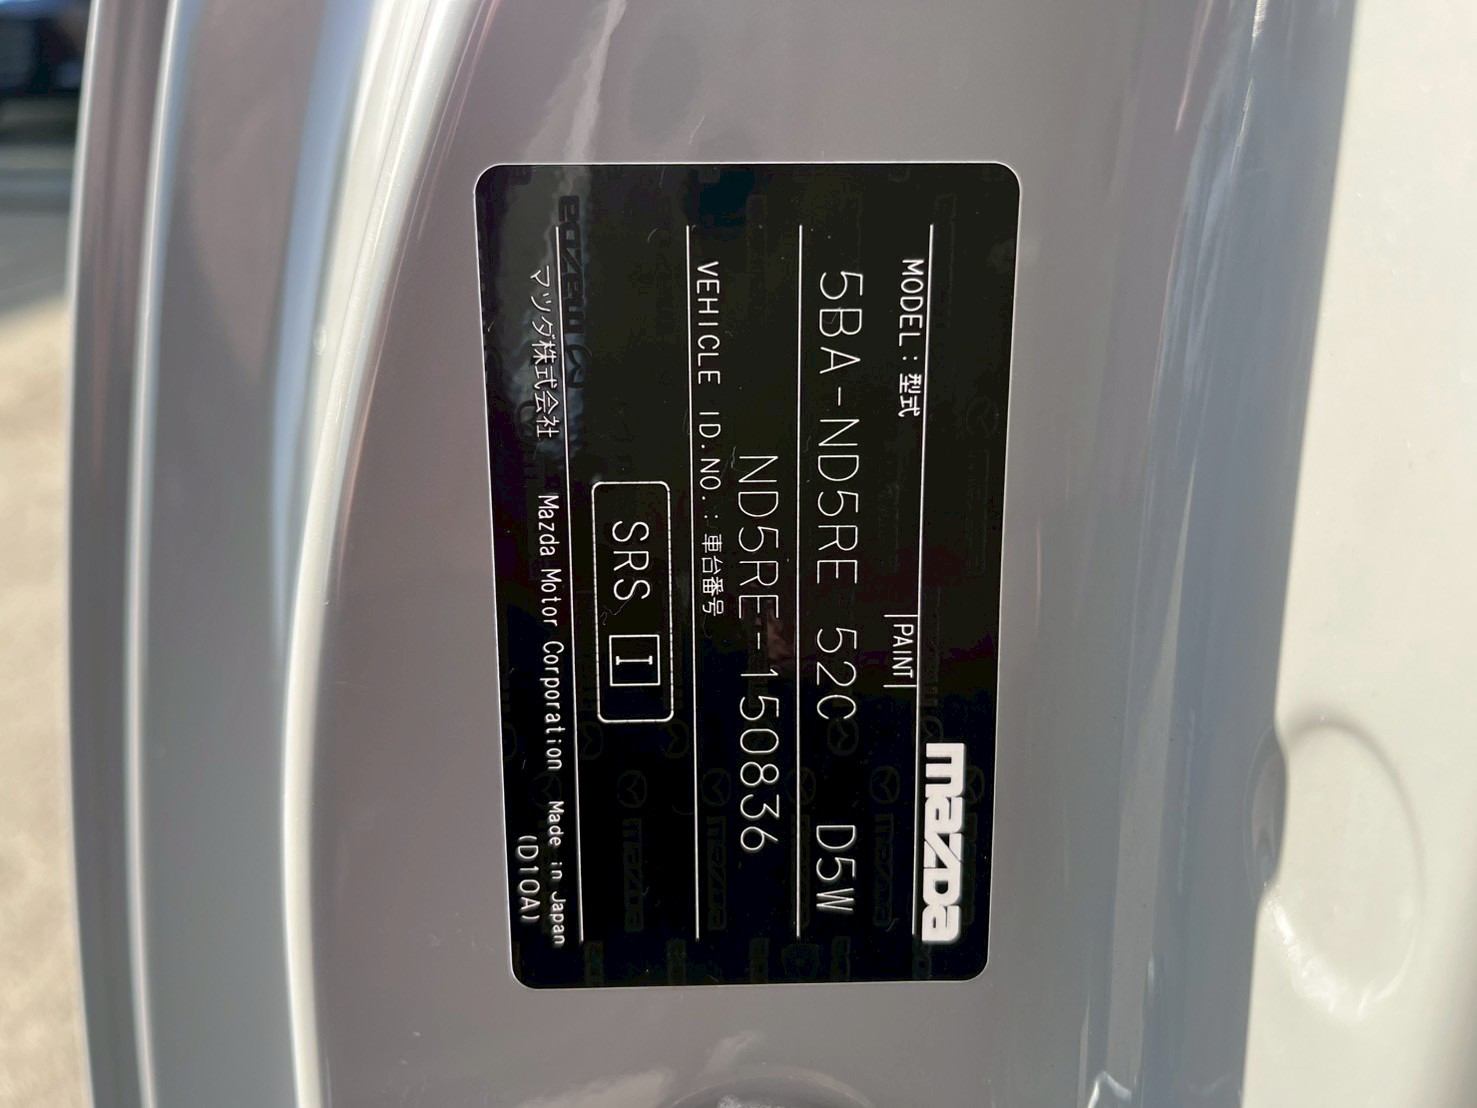 mazda
MODEL:型式 PAINT
5BA-ND5RE 52C D5W
ND5RE-150836
VEHICLE ID.NO.:車台番号
SRS I
マツダ株式会社 Mazda Motor Corporation Made in Japan
(D10A)